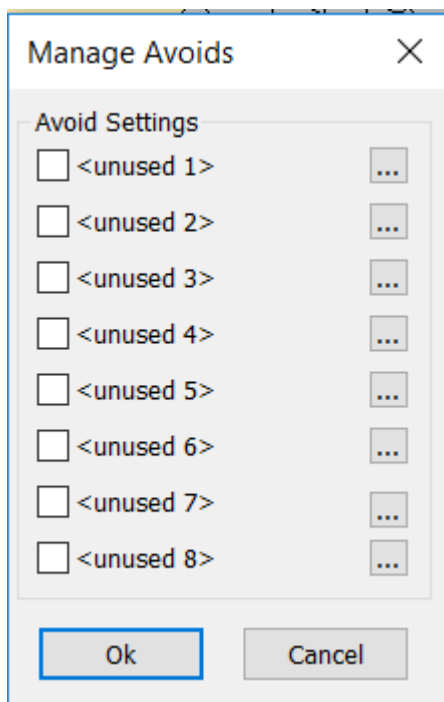 Manage Avoids
Avoid Settings
<unused 1> ...
<unused 2> ...
<unused 3> ...
<unused 4> ...
<unused 5> ...
<unused 6> ...
<unused 7> ...
<unused 8> ...
Ok Cancel